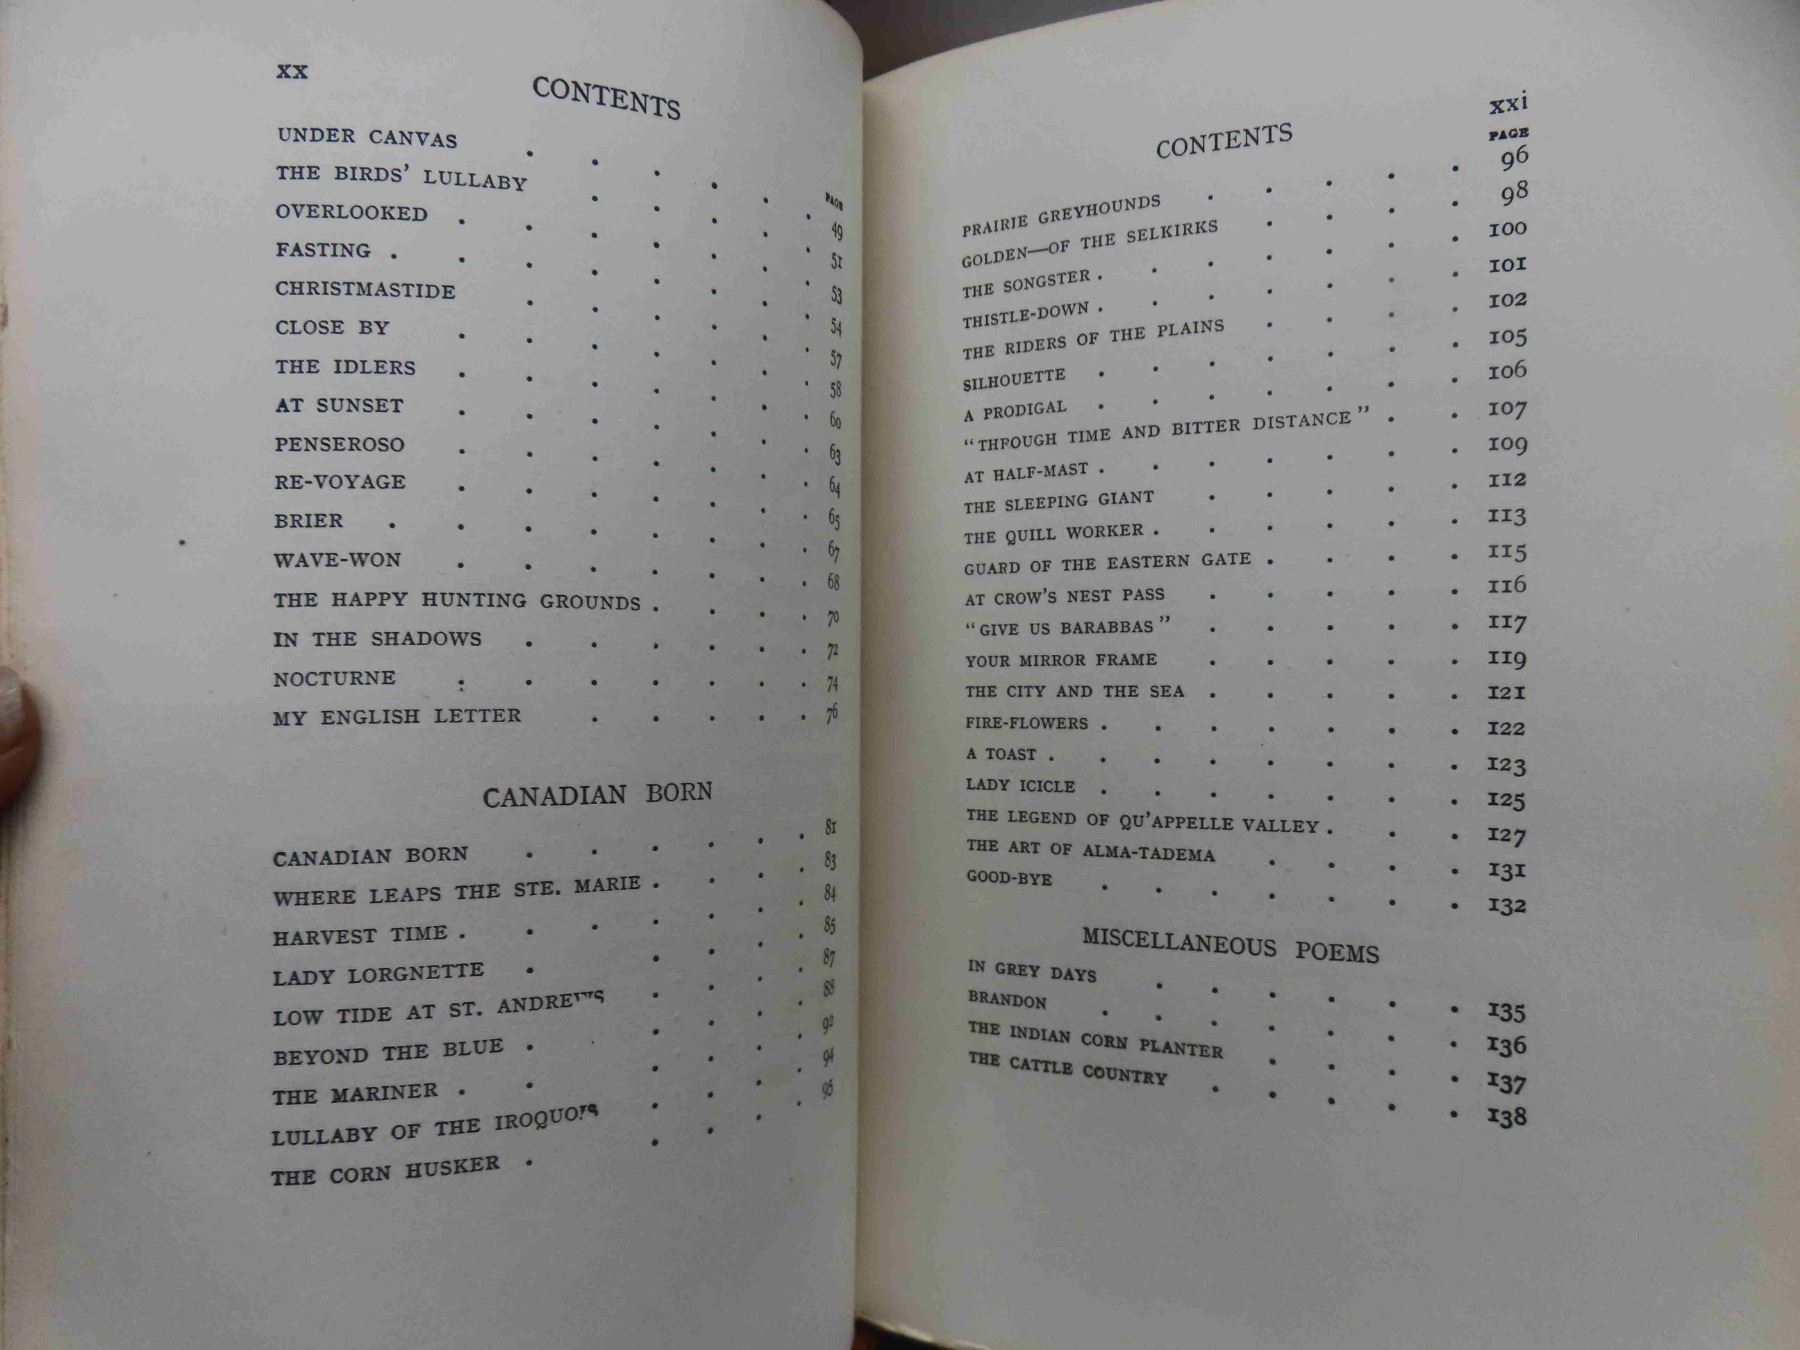 xx
CONTENTS
PAGE
UNDER CANVAS . . . . . . 49
THE BIRDS' LULLABY . . . . . 51
OVERLOOKED . . . . . . . 53
FASTING . . . . . . . . 54
CHRISTMASTIDE . . . . . . 57
CLOSE BY . . . . . . . 58
THE IDLERS . . . . . . . 60
AT SUNSET . . . . . . . 63
PENSEROSO . . . . . . . 64
RE-VOYAGE . . . . . . . 65
BRIER . . . . . . . . 67
WAVE-WON . . . . . . . 68
THE HAPPY HUNTING GROUNDS . . . . 70
IN THE SHADOWS . . . . . . 72
NOCTURNE . . . . . . . 74
MY ENGLISH LETTER . . . . . 76
CANADIAN BORN
CANADIAN BORN . . . . . . 81
WHERE LEAPS THE STE. MARIE . . . . 83
HARVEST TIME . . . . . . . 84
LADY LORGNETTE . . . . . 85
LOW TIDE AT ST. ANDREWS . . . . 87
BEYOND THE BLUE . . . . . . 88
THE MARINER . . . . . . 92
LULLABY OF THE IROQUOIS . . . . 94
THE CORN HUSKER . . . . . 95
CONTENTS
xxi
PAGE
PRAIRIE GREYHOUNDS . . . . . 96
GOLDEN—OF THE SELKIRKS . . . . 98
THE SONGSTER . . . . . . . 100
THISTLE-DOWN . . . . . . . 101
THE RIDERS OF THE PLAINS . . . . 102
SILHOUETTE . . . . . . . 105
A PRODIGAL . . . . . . . 106
"THROUGH TIME AND BITTER DISTANCE" . . 107
AT HALF-MAST . . . . . . . 109
THE SLEEPING GIANT . . . . . 112
THE QUILL WORKER . . . . . . 113
GUARD OF THE EASTERN GATE . . . . 115
AT CROW'S NEST PASS . . . . . 116
"GIVE US BARABBAS" . . . . . 117
YOUR MIRROR FRAME . . . . . 119
THE CITY AND THE SEA . . . . . 121
FIRE-FLOWERS . . . . . . . 122
A TOAST . . . . . . . . 123
LADY ICICLE . . . . . . . 125
THE LEGEND OF QU'APPELLE VALLEY . . . 127
THE ART OF ALMA-TADEMA . . . . 131
GOOD-BYE . . . . . . . 132
MISCELLANEOUS POEMS
IN GREY DAYS . . . . . . 135
BRANDON . . . . . . . 136
THE INDIAN CORN PLANTER . . . . 137
THE CATTLE COUNTRY . . . . . 138